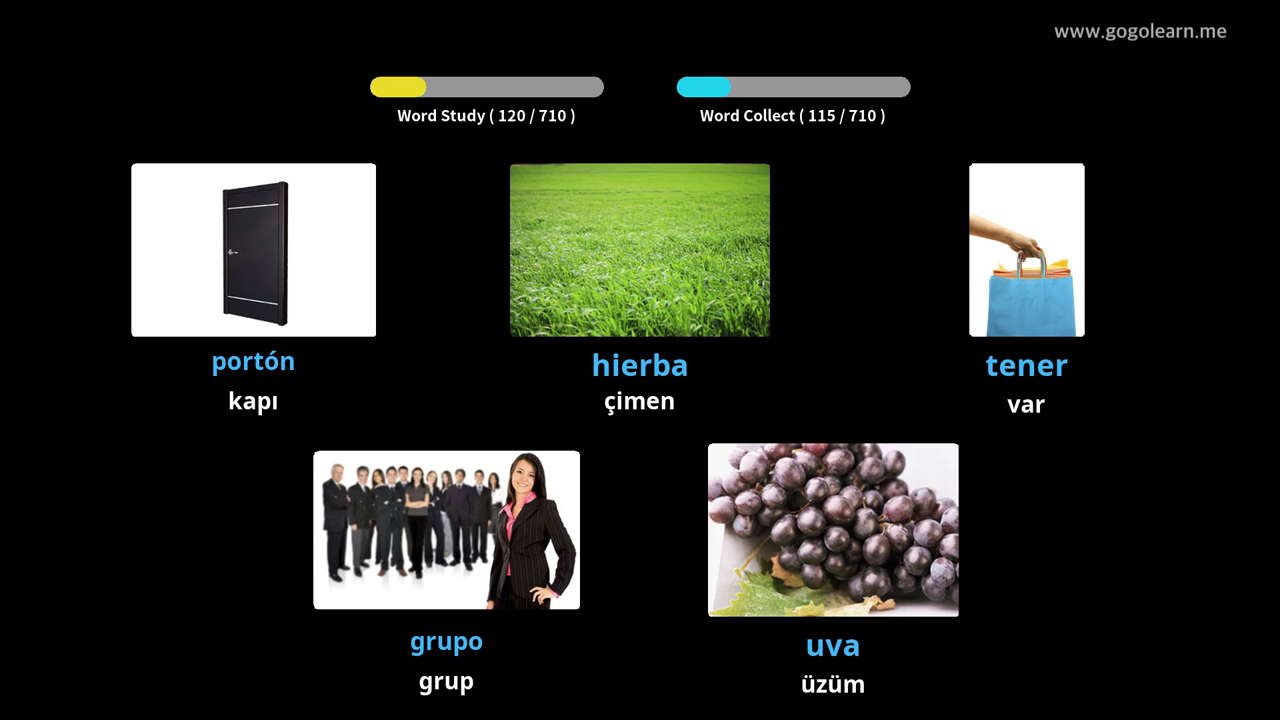 www.gogolearn.me
Word Study ( 120 / 710 )
Word Collect ( 115 / 710 )
portón
kapı
hierba
çimen
tener
var
grupo
grup
uva
üzüm